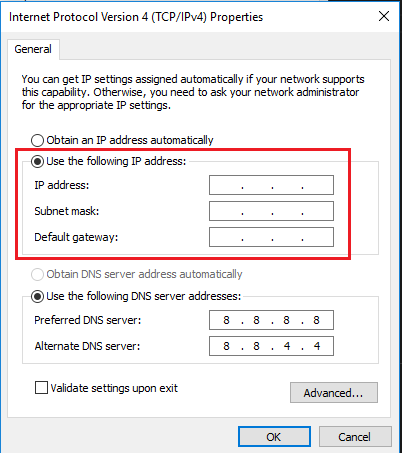 Internet Protocol Version 4 (TCP/IPv4) Properties
General
You can get IP settings assigned automatically if your network supports
this capability. Otherwise, you need to ask your network administrator
for the appropriate IP settings.
Obtain an IP address automatically
Use the following IP address:
IP address: . . .
Subnet mask: . . .
Default gateway: . . .
Obtain DNS server address automatically
Use the following DNS server addresses:
Preferred DNS server: 8 . 8 . 8 . 8
Alternate DNS server: 8 . 8 . 4 . 4
Validate settings upon exit
Advanced...
OK Cancel